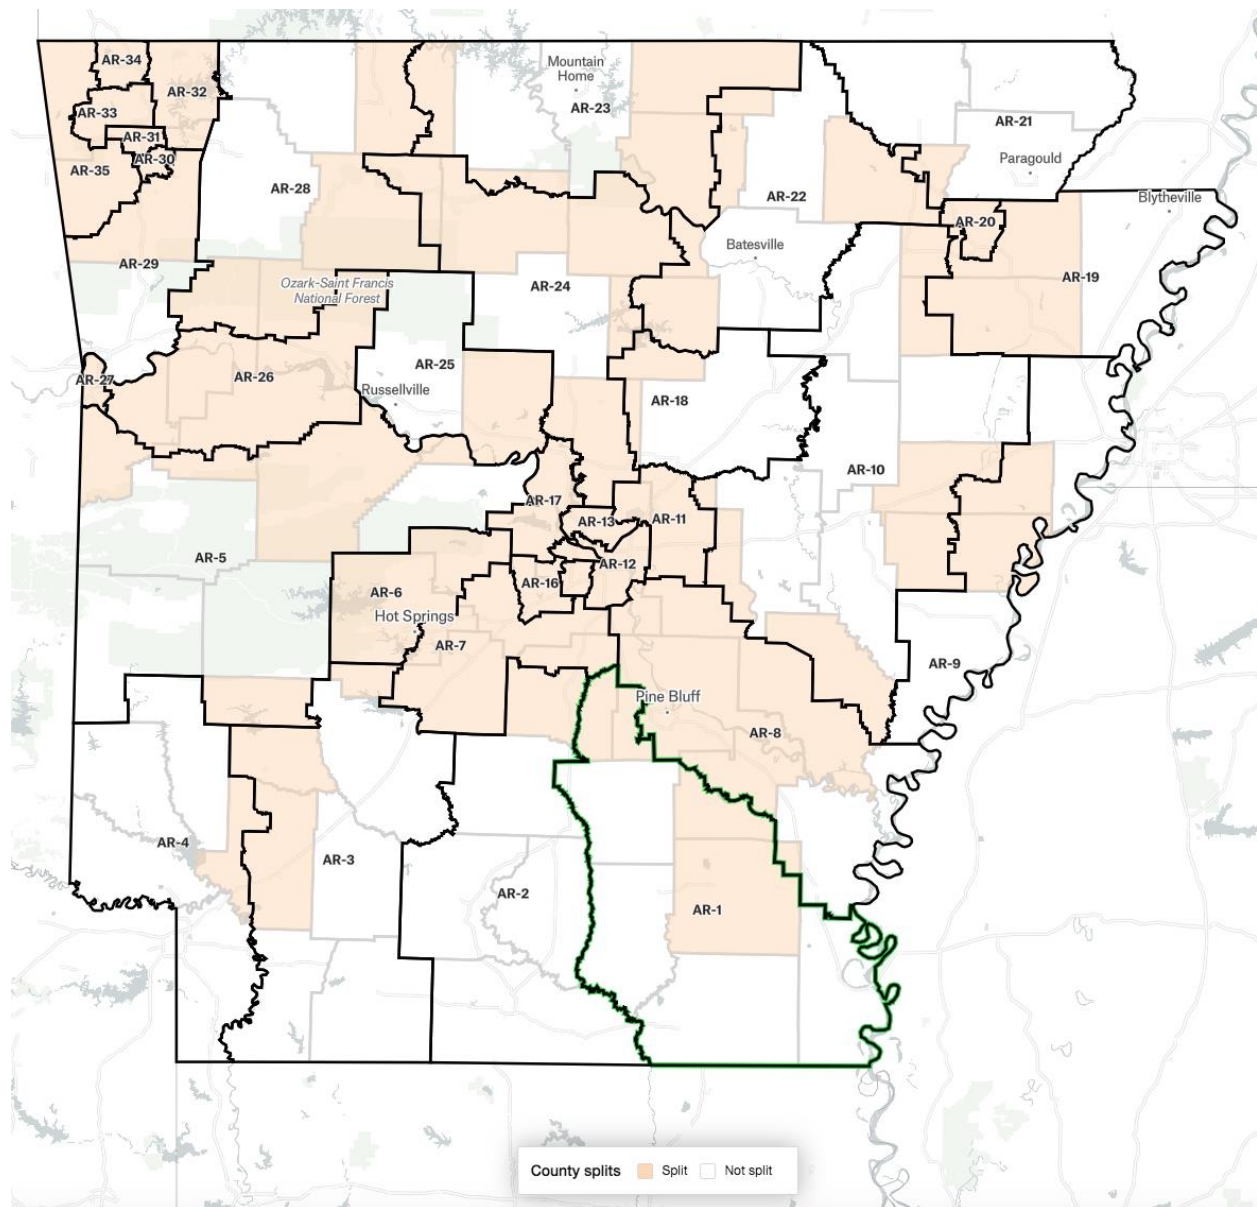 AR-34
Mountain
Home
AR-32
AR-23
AR-33
AR-21
AR-31
AR-30
Paragould
AR-35
AR-28
AR-22
Blytheville
AR-20
Batesville
AR-29
AR-19
Ozark-Saint Francis
National Forest
AR-24
AR-25
AR-27
AR-26
Russellville
AR-18
AR-10
AR-17
AR-13
AR-11
AR-5
AR-12
AR-16
AR-6
Hot Springs
AR-7
AR-9
Pine Bluff
AR-8
AR-4
AR-3
AR-2
AR-1
County splits
Split
Not split